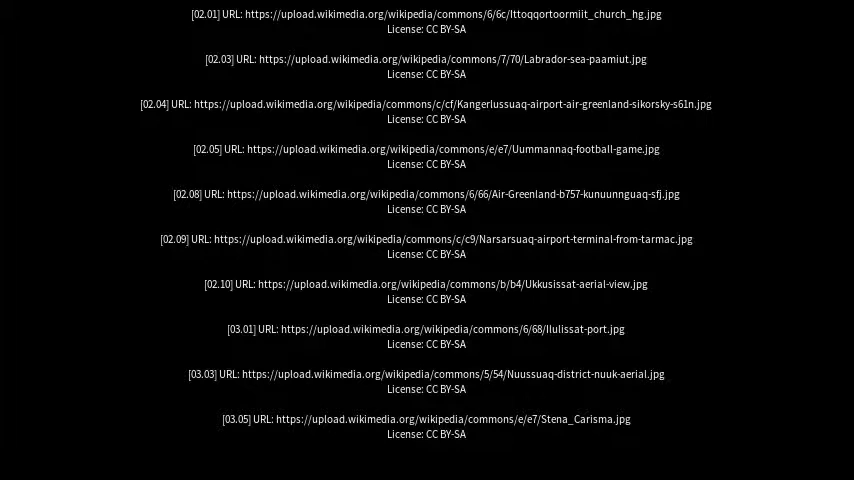 [02.01] URL: https://upload.wikimedia.org/wikipedia/commons/6/6c/Ittoqqortoormiit_church_hg.jpg
License: CC BY-SA
[02.03] URL: https://upload.wikimedia.org/wikipedia/commons/7/70/Labrador-sea-paamiut.jpg
License: CC BY-SA
[02.04] URL: https://upload.wikimedia.org/wikipedia/commons/c/cf/Kangerlussuaq-airport-air-greenland-sikorsky-s61n.jpg
License: CC BY-SA
[02.05] URL: https://upload.wikimedia.org/wikipedia/commons/e/e7/Uummannaq-football-game.jpg
License: CC BY-SA
[02.08] URL: https://upload.wikimedia.org/wikipedia/commons/6/66/Air-Greenland-b757-kunuunnguaq-sfj.jpg
License: CC BY-SA
[02.09] URL: https://upload.wikimedia.org/wikipedia/commons/c/c9/Narsarsuaq-airport-terminal-from-tarmac.jpg
License: CC BY-SA
[02.10] URL: https://upload.wikimedia.org/wikipedia/commons/b/b4/Ukkusissat-aerial-view.jpg
License: CC BY-SA
[03.01] URL: https://upload.wikimedia.org/wikipedia/commons/6/68/Ilulissat-port.jpg
License: CC BY-SA
[03.03] URL: https://upload.wikimedia.org/wikipedia/commons/5/54/Nuussuaq-district-nuuk-aerial.jpg
License: CC BY-SA
[03.05] URL: https://upload.wikimedia.org/wikipedia/commons/e/e7/Stena_Carisma.jpg
License: CC BY-SA